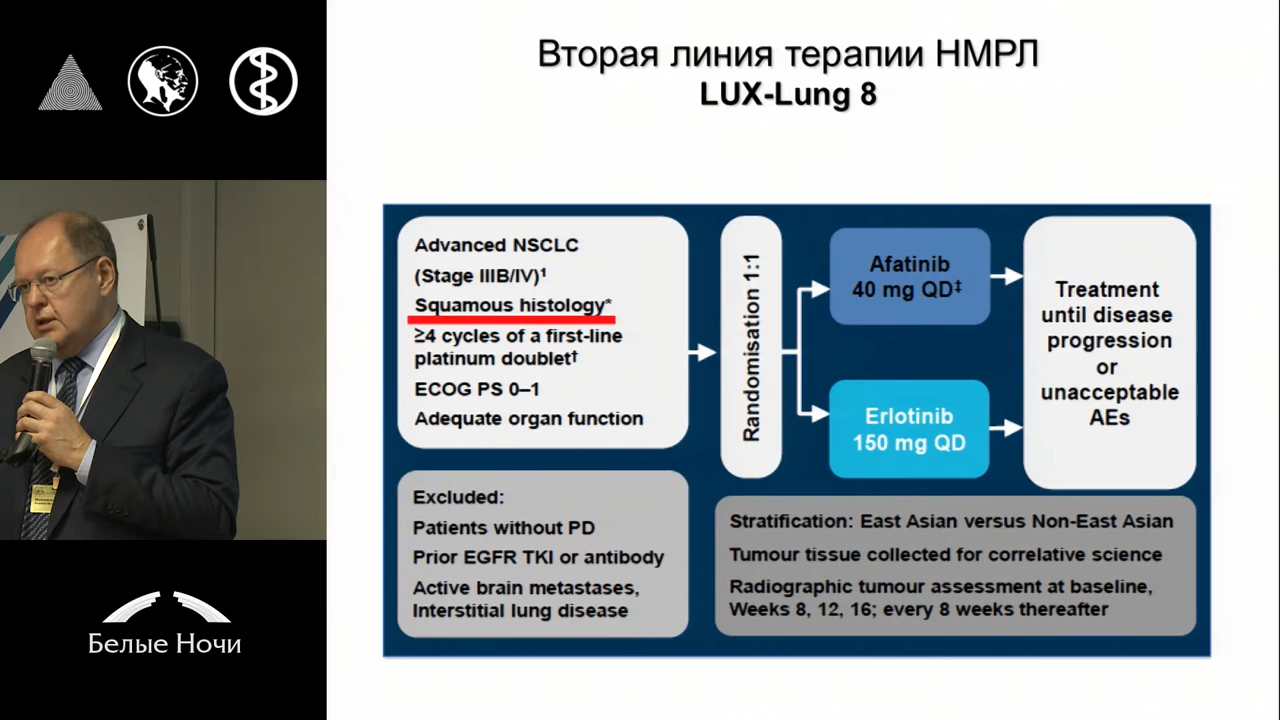 Вторая линия терапии НМРЛ
LUX-Lung 8
Advanced NSCLC
(Stage IIIB/IV)¹
Squamous histology*
≥4 cycles of a first-line
platinum doublet†
ECOG PS 0–1
Adequate organ function
Randomisation 1:1
Afatinib
40 mg QD‡
Erlotinib
150 mg QD
Treatment
until disease
progression
or
unacceptable
AEs
Excluded:
Patients without PD
Prior EGFR TKI or antibody
Active brain metastases,
Interstitial lung disease
Stratification: East Asian versus Non-East Asian
Tumour tissue collected for correlative science
Radiographic tumour assessment at baseline,
Weeks 8, 12, 16; every 8 weeks thereafter
Белые Ночи